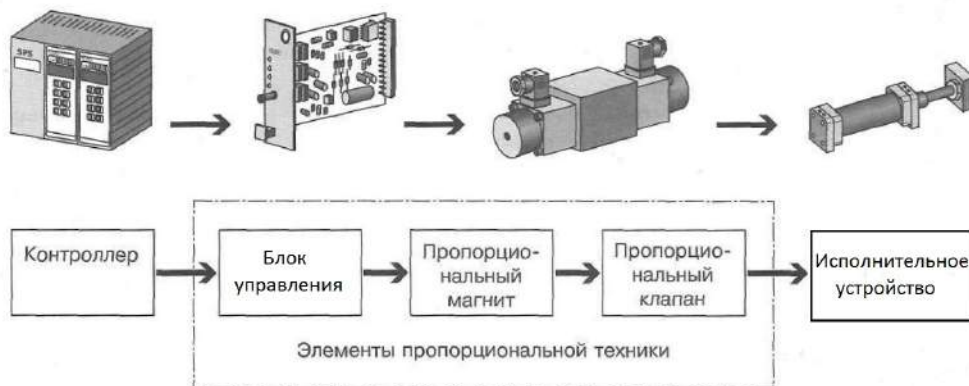 SPS
Контроллер
Блок
управления
Пропорцио-
нальный
магнит
Пропорцио-
нальный
клапан
Исполнительное
устройство
Элементы пропорциональной техники